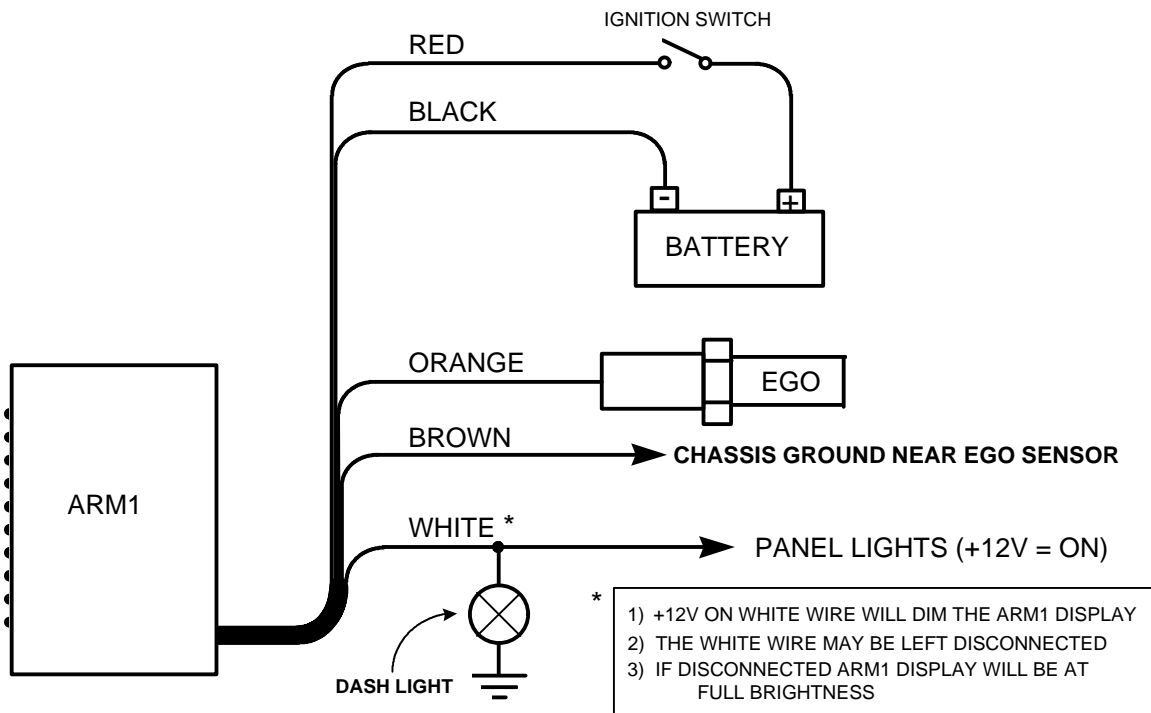 IGNITION SWITCH
RED
BLACK
-
+
BATTERY
ORANGE
EGO
BROWN
CHASSIS GROUND NEAR EGO SENSOR
ARM1
WHITE *
PANEL LIGHTS (+12V = ON)
DASH LIGHT
*
1) +12V ON WHITE WIRE WILL DIM THE ARM1 DISPLAY
2) THE WHITE WIRE MAY BE LEFT DISCONNECTED
3) IF DISCONNECTED ARM1 DISPLAY WILL BE AT
FULL BRIGHTNESS